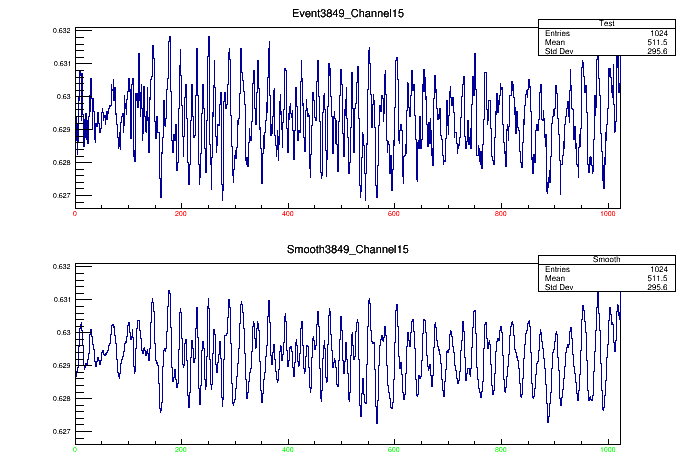 Event3849_Channel15
Test
Entries 1024
Mean 511.5
Std Dev 295.6
0.632
0.631
0.63
0.629
0.628
0.627
0 200 400 600 800 1000
Smooth3849_Channel15
Smooth
Entries 1024
Mean 511.5
Std Dev 295.6
0.632
0.631
0.63
0.629
0.628
0.627
0 200 400 600 800 1000